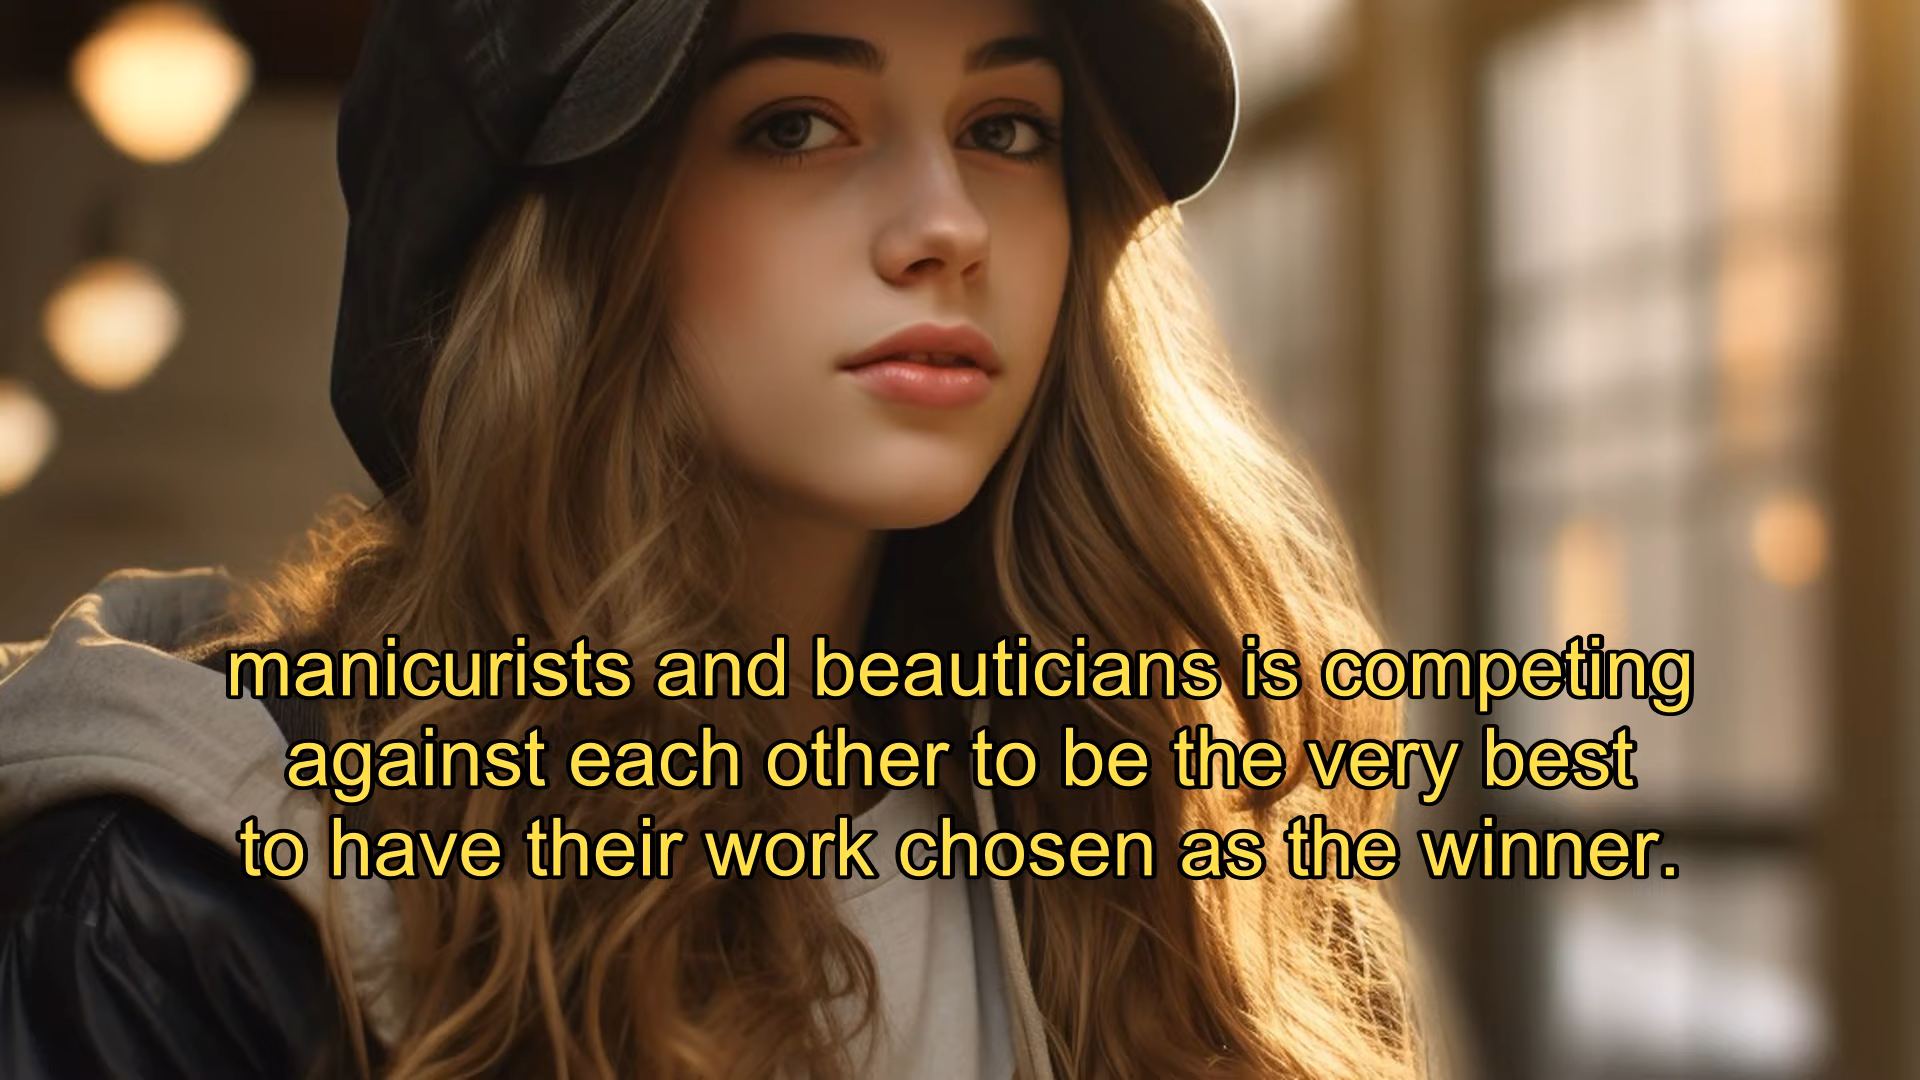 manicurists and beauticians is competing
against each other to be the very best
to have their work chosen as the winner.